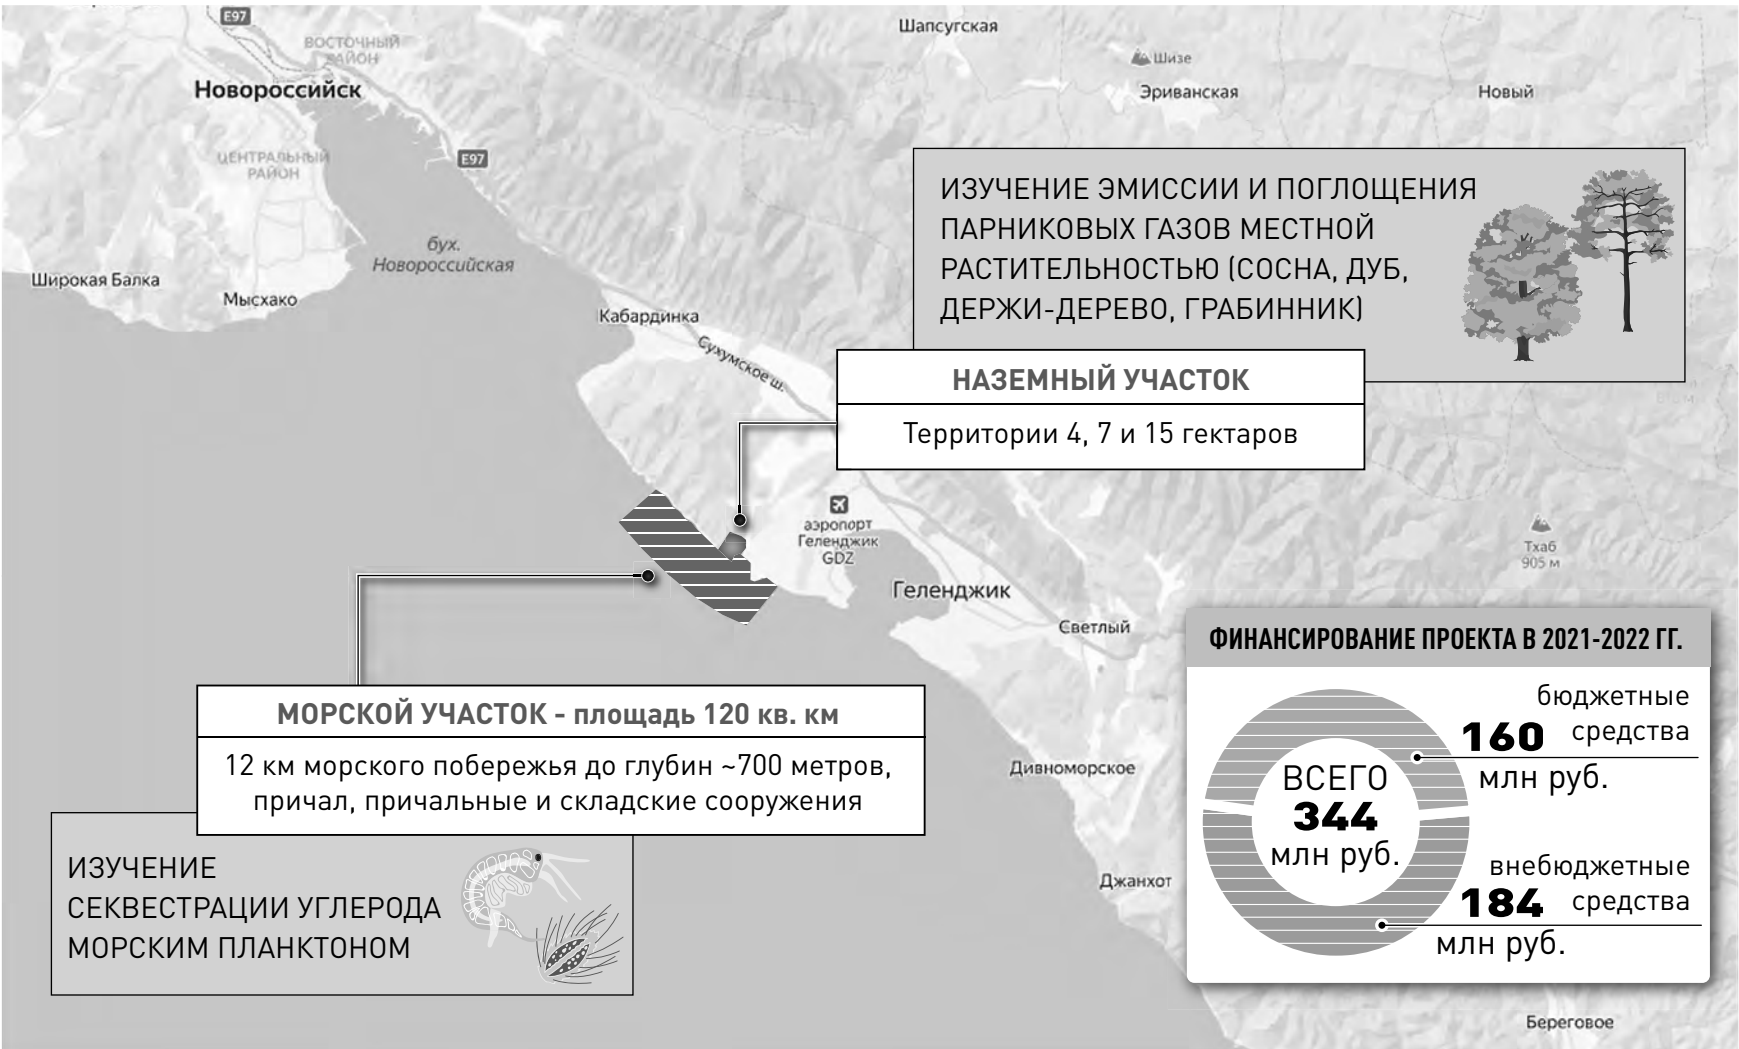 E97
ВОСТОЧНЫЙ
РАЙОН
Шапсугская
Шизе
Новороссийск
Эриванская
Новый
E97
ЦЕНТРАЛЬНЫЙ
РАЙОН
ИЗУЧЕНИЕ ЭМИССИИ И ПОГЛОЩЕНИЯ
ПАРНИКОВЫХ ГАЗОВ МЕСТНОЙ
РАСТИТЕЛЬНОСТЬЮ (СОСНА, ДУБ,
ДЕРЖИ-ДЕРЕВО, ГРАБИННИК)
бух.
Новороссийская
Широкая Балка
Мысхако
Кабардинка
Сухумское ш.
НАЗЕМНЫЙ УЧАСТОК
Территории 4, 7 и 15 гектаров
аэропорт
Геленджик
GDZ
Тхаб
905 м
Геленджик
Светлый
МОРСКОЙ УЧАСТОК - площадь 120 кв. км
12 км морского побережья до глубин ~700 метров,
причал, причальные и складские сооружения
ИЗУЧЕНИЕ
СЕКВЕСТРАЦИИ УГЛЕРОДА
МОРСКИМ ПЛАНКТОНОМ
Дивноморское
Джанхот
ФИНАНСИРОВАНИЕ ПРОЕКТА В 2021-2022 ГГ.
бюджетные
160 средства
млн руб.
ВСЕГО
344
млн руб.
внебюджетные
184 средства
млн руб.
Береговое